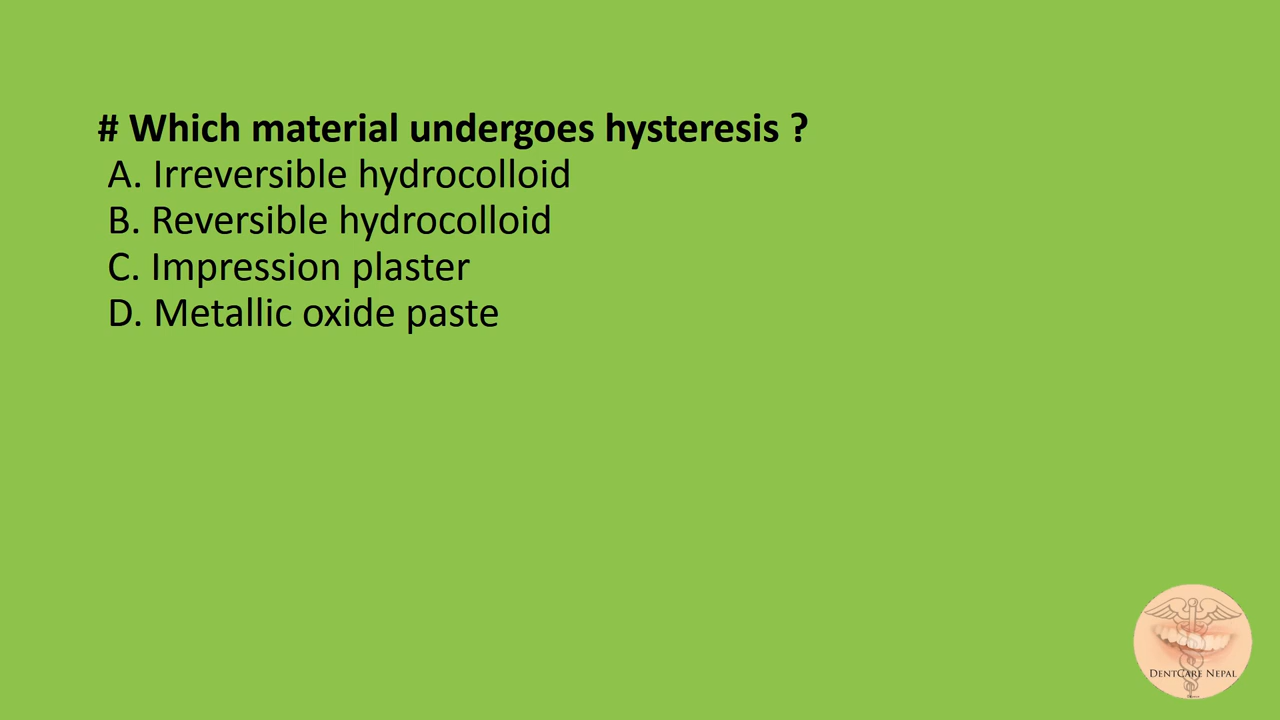 # Which material undergoes hysteresis ?
A. Irreversible hydrocolloid
B. Reversible hydrocolloid
C. Impression plaster
D. Metallic oxide paste
DENTCARE NEPAL